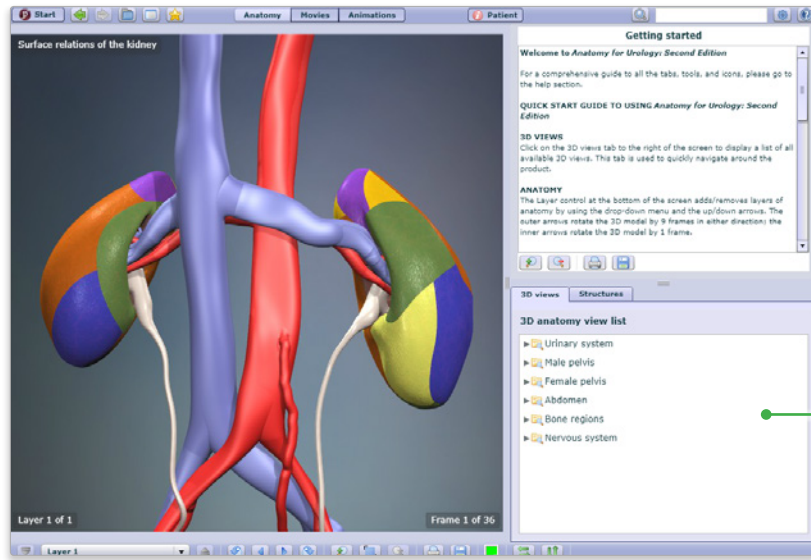 Start
Anatomy
Movies
Animations
Patient
Surface relations of the kidney
Layer 1 of 1
Frame 1 of 36
Layer 1
Getting started
Welcome to Anatomy for Urology: Second Edition
For a comprehensive guide to all the tabs, tools, and icons, please go to
the help section.
QUICK START GUIDE TO USING Anatomy for Urology: Second
Edition
3D VIEWS
Click on the 3D views tab to the right of the screen to display a list of all
available 3D views. This tab is used to quickly navigate around the
product.
ANATOMY
The Layer control at the bottom of the screen adds/removes layers of
anatomy by using the drop-down menu and the up/down arrows. The
outer arrows rotate the 3D model by 9 frames in either direction; the
inner arrows rotate the 3D model by 1 frame.
3D views
Structures
3D anatomy view list
Urinary system
Male pelvis
Female pelvis
Abdomen
Bone regions
Nervous system